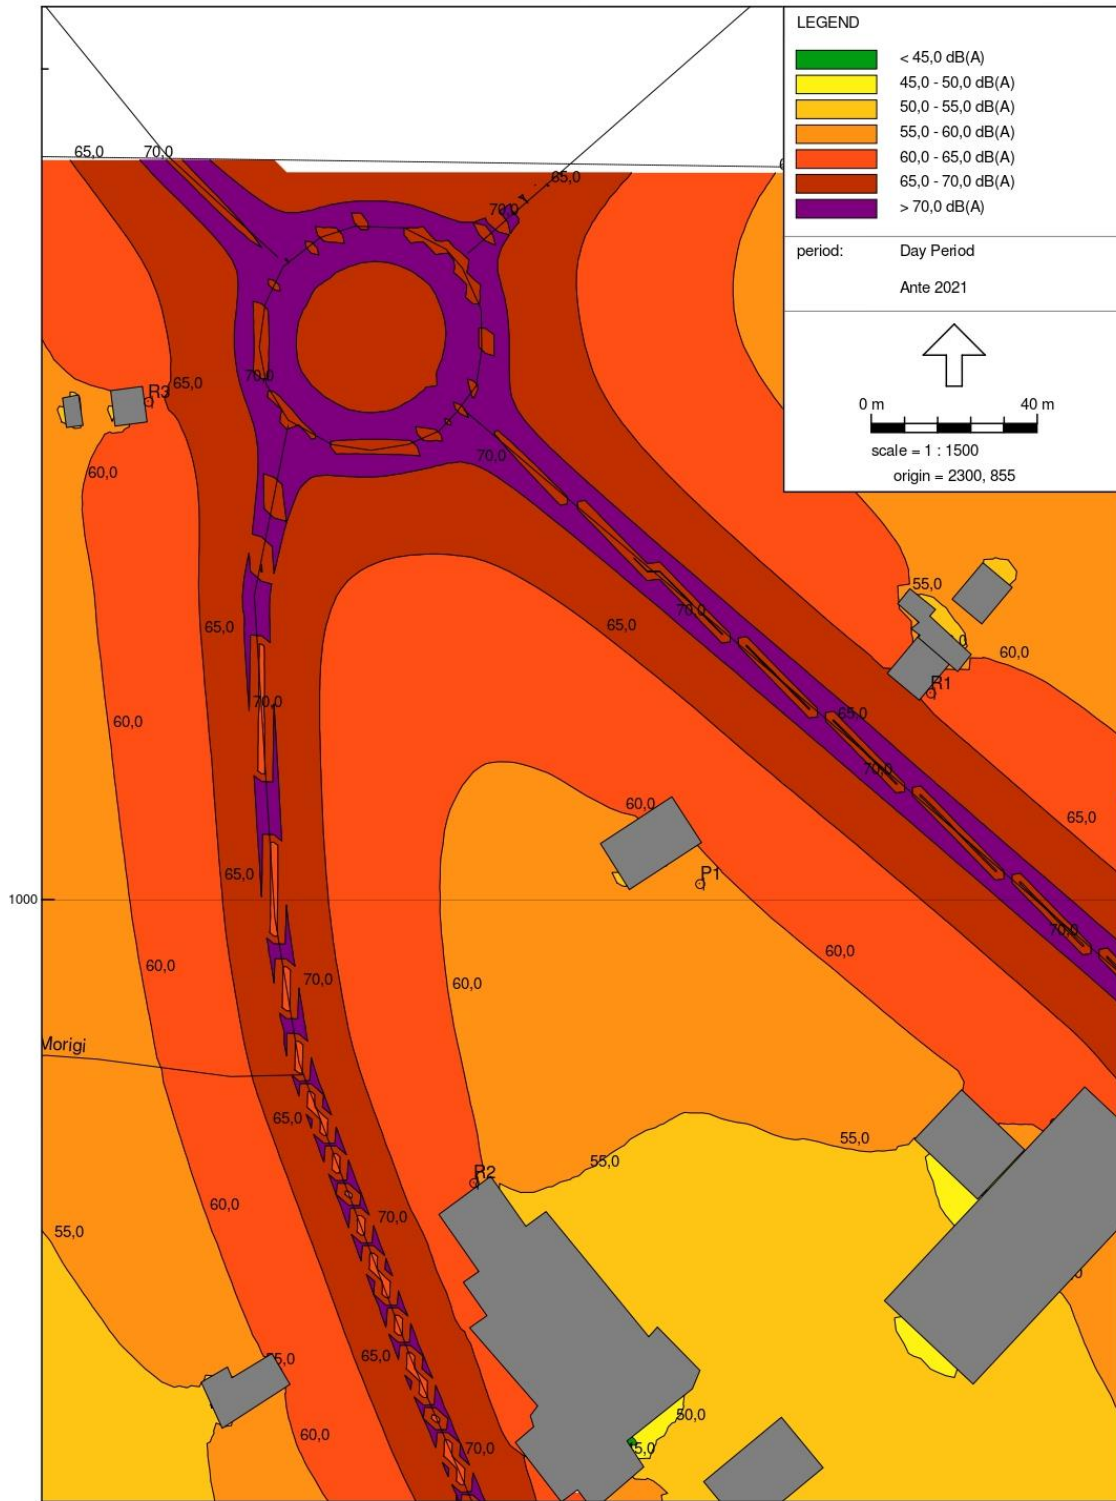 LEGEND
< 45,0 dB(A)
45,0 - 50,0 dB(A)
50,0 - 55,0 dB(A)
55,0 - 60,0 dB(A)
60,0 - 65,0 dB(A)
65,0 - 70,0 dB(A)
> 70,0 dB(A)
period: Day Period
Ante 2021
0 m 40 m
scale = 1 : 1500
origin = 2300, 855
65,0 70,0
65,0
70,0
70,0
65,0
R3
70,0
60,0
55,0
70,0
65,0
65,0
60,0
R1
70,0
60,0
65,0
70,0
60,0
65,0
65,0
P1
1000
70,0
60,0
60,0
70,0
60,0
Morigi
65,0
55,0
55,0
R2
60,0
70,0
55,0
65,0
55,0
50,0
60,0
70,0